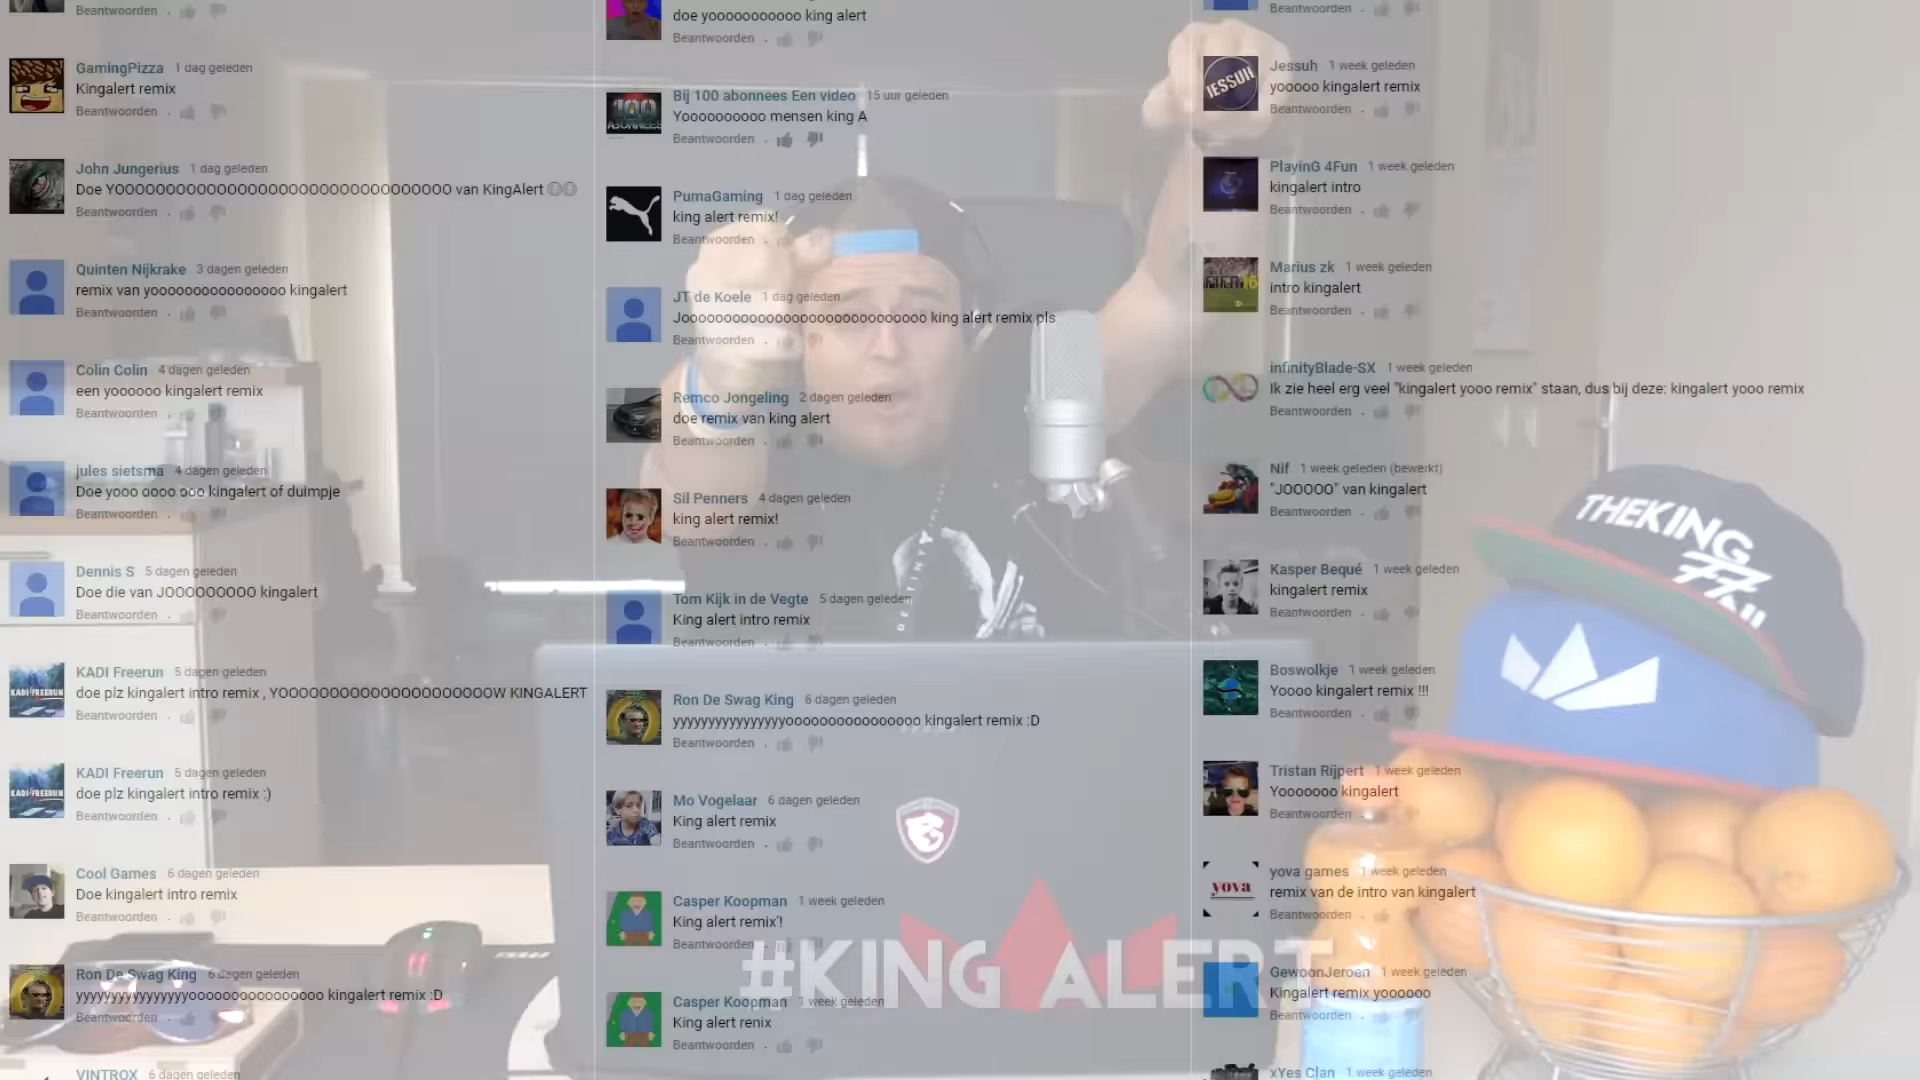 Beantwoorden
GamingPizza 1 dag geleden
Kingalert remix
Beantwoorden
John Jungerius 1 dag geleden
Doe YOOOOOOOOOOOOOOOOOOOOOOOOOOOOOOOOO van KingAlert
Beantwoorden
Quinten Nijkrake 3 dagen geleden
remix van yoooooooooooooooo kingalert
Beantwoorden
Colin Colin 4 dagen geleden
een yoooooo kingalert remix
Beantwoorden
jules sietsma 4 dagen geleden
Doe yooo oooo ooo kingalert of duimpje
Beantwoorden
Dennis S 5 dagen geleden
Doe die van JOOOOOOOOO kingalert
Beantwoorden
KADI Freerun 5 dagen geleden
doe plz kingalert intro remix , YOOOOOOOOOOOOOOOOOOOOOW KINGALERT
Beantwoorden
KADI Freerun 5 dagen geleden
doe plz kingalert intro remix :)
Beantwoorden
Cool Games 6 dagen geleden
Doe kingalert intro remix
Beantwoorden
Ron De Swag King 6 dagen geleden
yyyyyyyyyyyyyyyyoooooooooooooooo kingalert remix :D
Beantwoorden
VINTROX 6 dagen geleden
doe yooooooooooo king alert
Beantwoorden
Bij 100 abonnees Een video 15 uur geleden
Yoooooooooo mensen king A
Beantwoorden
PumaGaming 1 dag geleden
king alert remix!
Beantwoorden
JT de Koele 1 dag geleden
Joooooooooooooooooooooooooooo king alert remix pls
Beantwoorden
Remco Jongeling 2 dagen geleden
doe remix van king alert
Beantwoorden
Sil Penners 4 dagen geleden
king alert remix!
Beantwoorden
Tom Kijk in de Vegte 5 dagen geleden
King alert intro remix
Beantwoorden
Ron De Swag King 6 dagen geleden
yyyyyyyyyyyyyyyyoooooooooooooooo kingalert remix :D
Beantwoorden
Mo Vogelaar 6 dagen geleden
King alert remix
Beantwoorden
Casper Koopman 1 week geleden
King alert remix'!
Beantwoorden
Casper Koopman 1 week geleden
King alert renix
Beantwoorden
Beantwoorden
Jessuh 1 week geleden
yooooo kingalert remix
Beantwoorden
PlayinG 4Fun 1 week geleden
kingalert intro
Beantwoorden
Marius zk 1 week geleden
intro kingalert
Beantwoorden
infinityBlade-SX 1 week geleden
Ik zie heel erg veel "kingalert yooo remix" staan, dus bij deze: kingalert yooo remix
Beantwoorden
Nif 1 week geleden (bewerkt)
"JOOOOO" van kingalert
Beantwoorden
Kasper Bequé 1 week geleden
kingalert remix
Beantwoorden
Boswolkje 1 week geleden
Yoooo kingalert remix !!!
Beantwoorden
Tristan Rijpert 1 week geleden
Yooooooo kingalert
Beantwoorden
yova games 1 week geleden
remix van de intro van kingalert
Beantwoorden
GewoonJeroen 1 week geleden
Kingalert remix yoooooo
Beantwoorden
xYes Clan 1 week geleden
JESSUH
yova
KADI FREERUN
KADI FREERUN
100
ABONNEES
THEKING
#KING ALERT